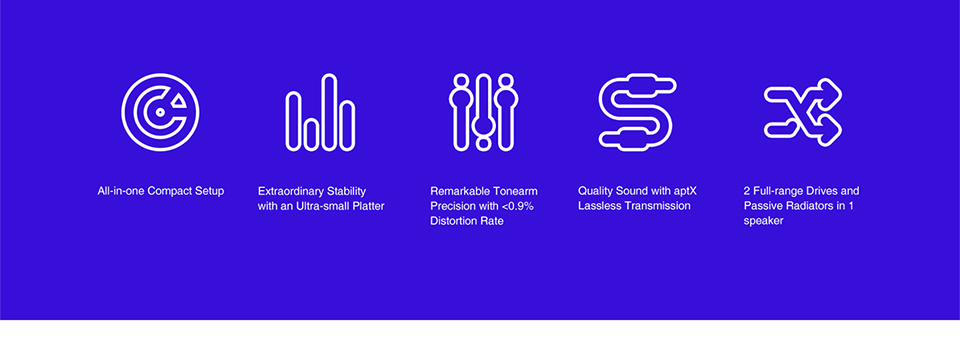 All-in-one Compact Setup
Extraordinary Stability
with an Ultra-small Platter
Remarkable Tonearm
Precision with <0.9%
Distortion Rate
Quality Sound with aptX
Lassless Transmission
2 Full-range Drives and
Passive Radiators in 1
speaker